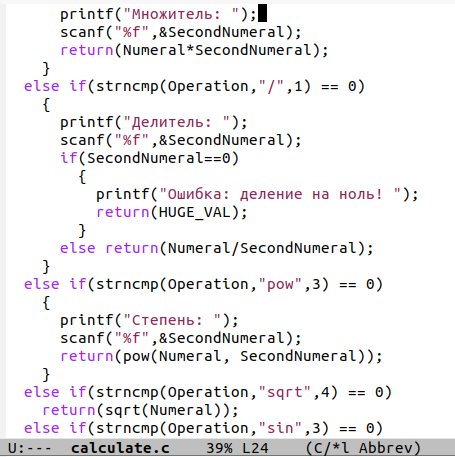 printf("Множитель: ");
scanf("%f",&SecondNumeral);
return(Numeral*SecondNumeral);
}
else if(strncmp(Operation,"/",1) == 0)
{
printf("Делитель: ");
scanf("%f",&SecondNumeral);
if(SecondNumeral==0)
{
printf("Ошибка: деление на ноль! ");
return(HUGE_VAL);
}
else return(Numeral/SecondNumeral);
}
else if(strncmp(Operation,"pow",3) == 0)
{
printf("Степень: ");
scanf("%f",&SecondNumeral);
return(pow(Numeral, SecondNumeral));
}
else if(strncmp(Operation,"sqrt",4) == 0)
return(sqrt(Numeral));
else if(strncmp(Operation,"sin",3) == 0)
U:--- calculate.c 39% L24 (C/*l Abbrev)